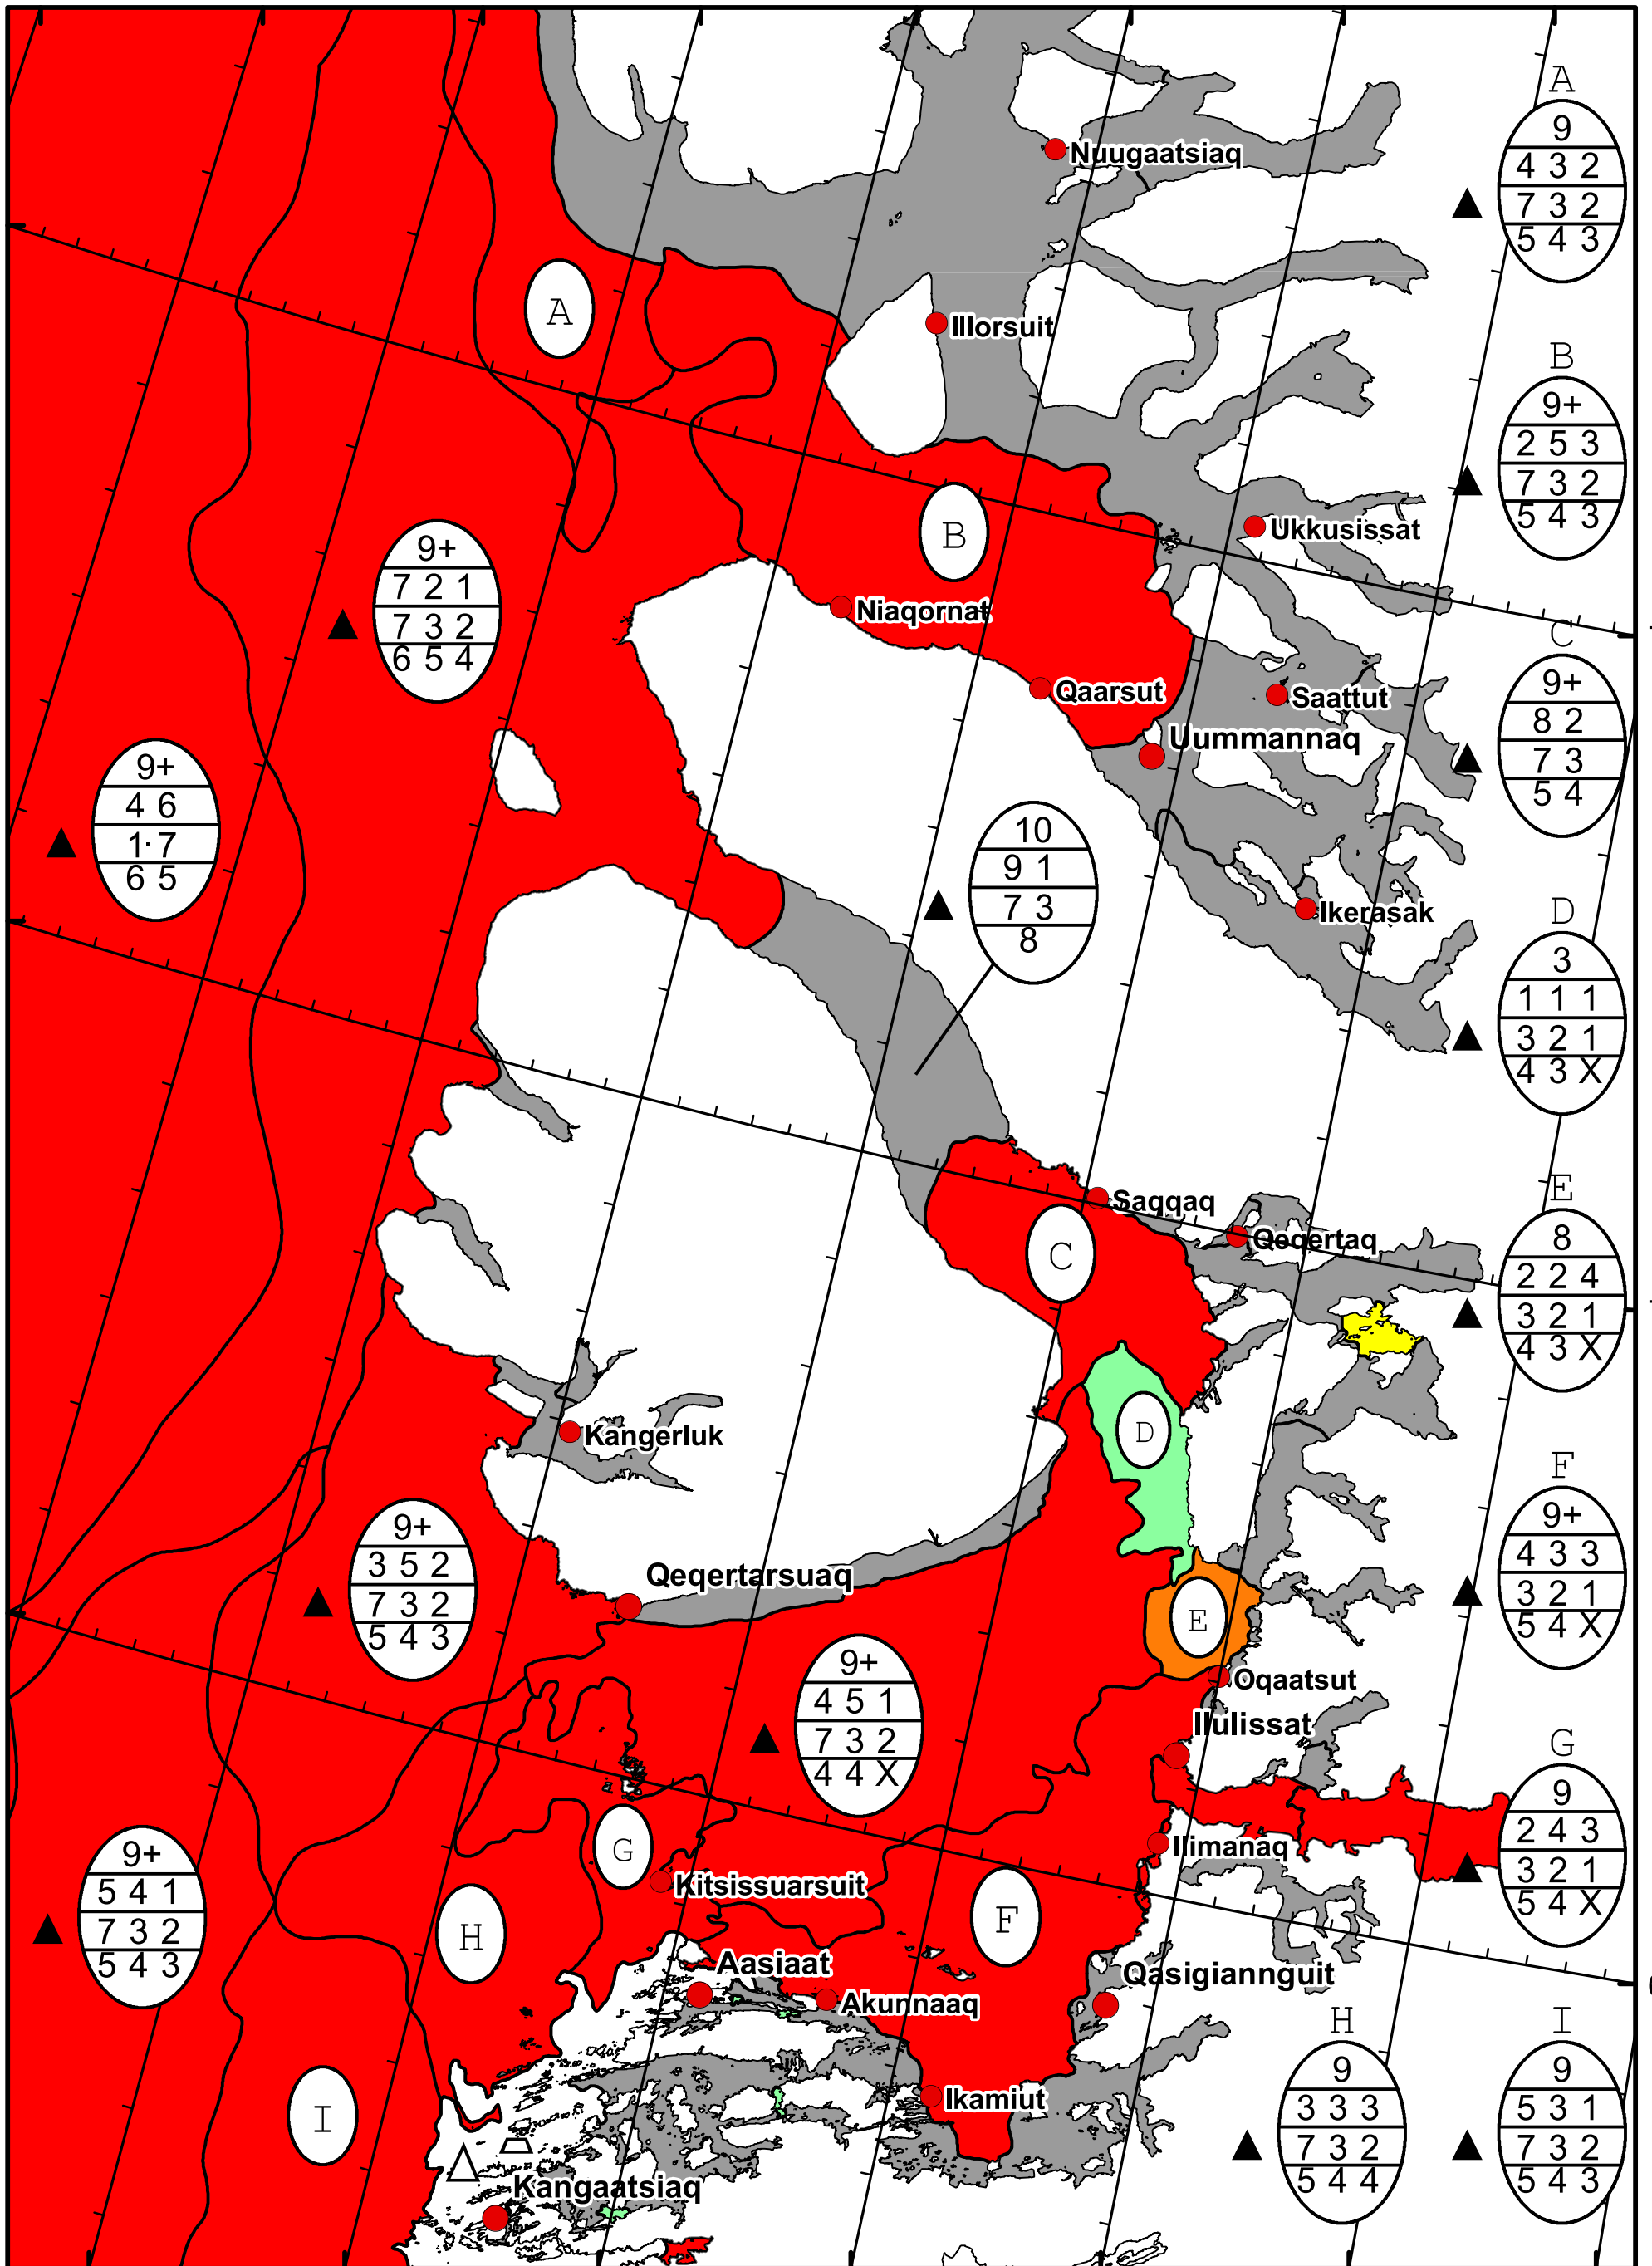 A
9
4 3 2
7 3 2
5 4 3
Nuugaatsiaq
A
Illorsuit
B
9+
2 5 3
7 3 2
5 4 3
B
Ukkusissat
9+
7 2 1
7 3 2
6 5 4
Niaqornat
C
9+
8 2
7 3
5 4
Qaarsut
Saattut
Uummannaq
9+
4 6
1· 7
6 5
10
9 1
7 3
8
Ikerasak
D
3
1 1 1
3 2 1
4 3 X
Saqqaq
Qeqertaq
C
E
8
2 2 4
3 2 1
4 3 X
D
Kangerluk
F
9+
4 3 3
3 2 1
5 4 X
9+
3 5 2
7 3 2
5 4 3
Qeqertarsuaq
E
Oqaatsut
9+
4 5 1
7 3 2
4 4 X
Ilulissat
G
9
2 4 3
3 2 1
5 4 X
G
Ilimanaq
Kitsissuarsuit
9+
5 4 1
7 3 2
5 4 3
H
F
Aasiaat
Qasigiannguit
Akunnaaq
H
9
3 3 3
7 3 2
5 4 4
I
9
5 3 1
7 3 2
5 4 3
Ikamiut
I
Kangaatsiaq